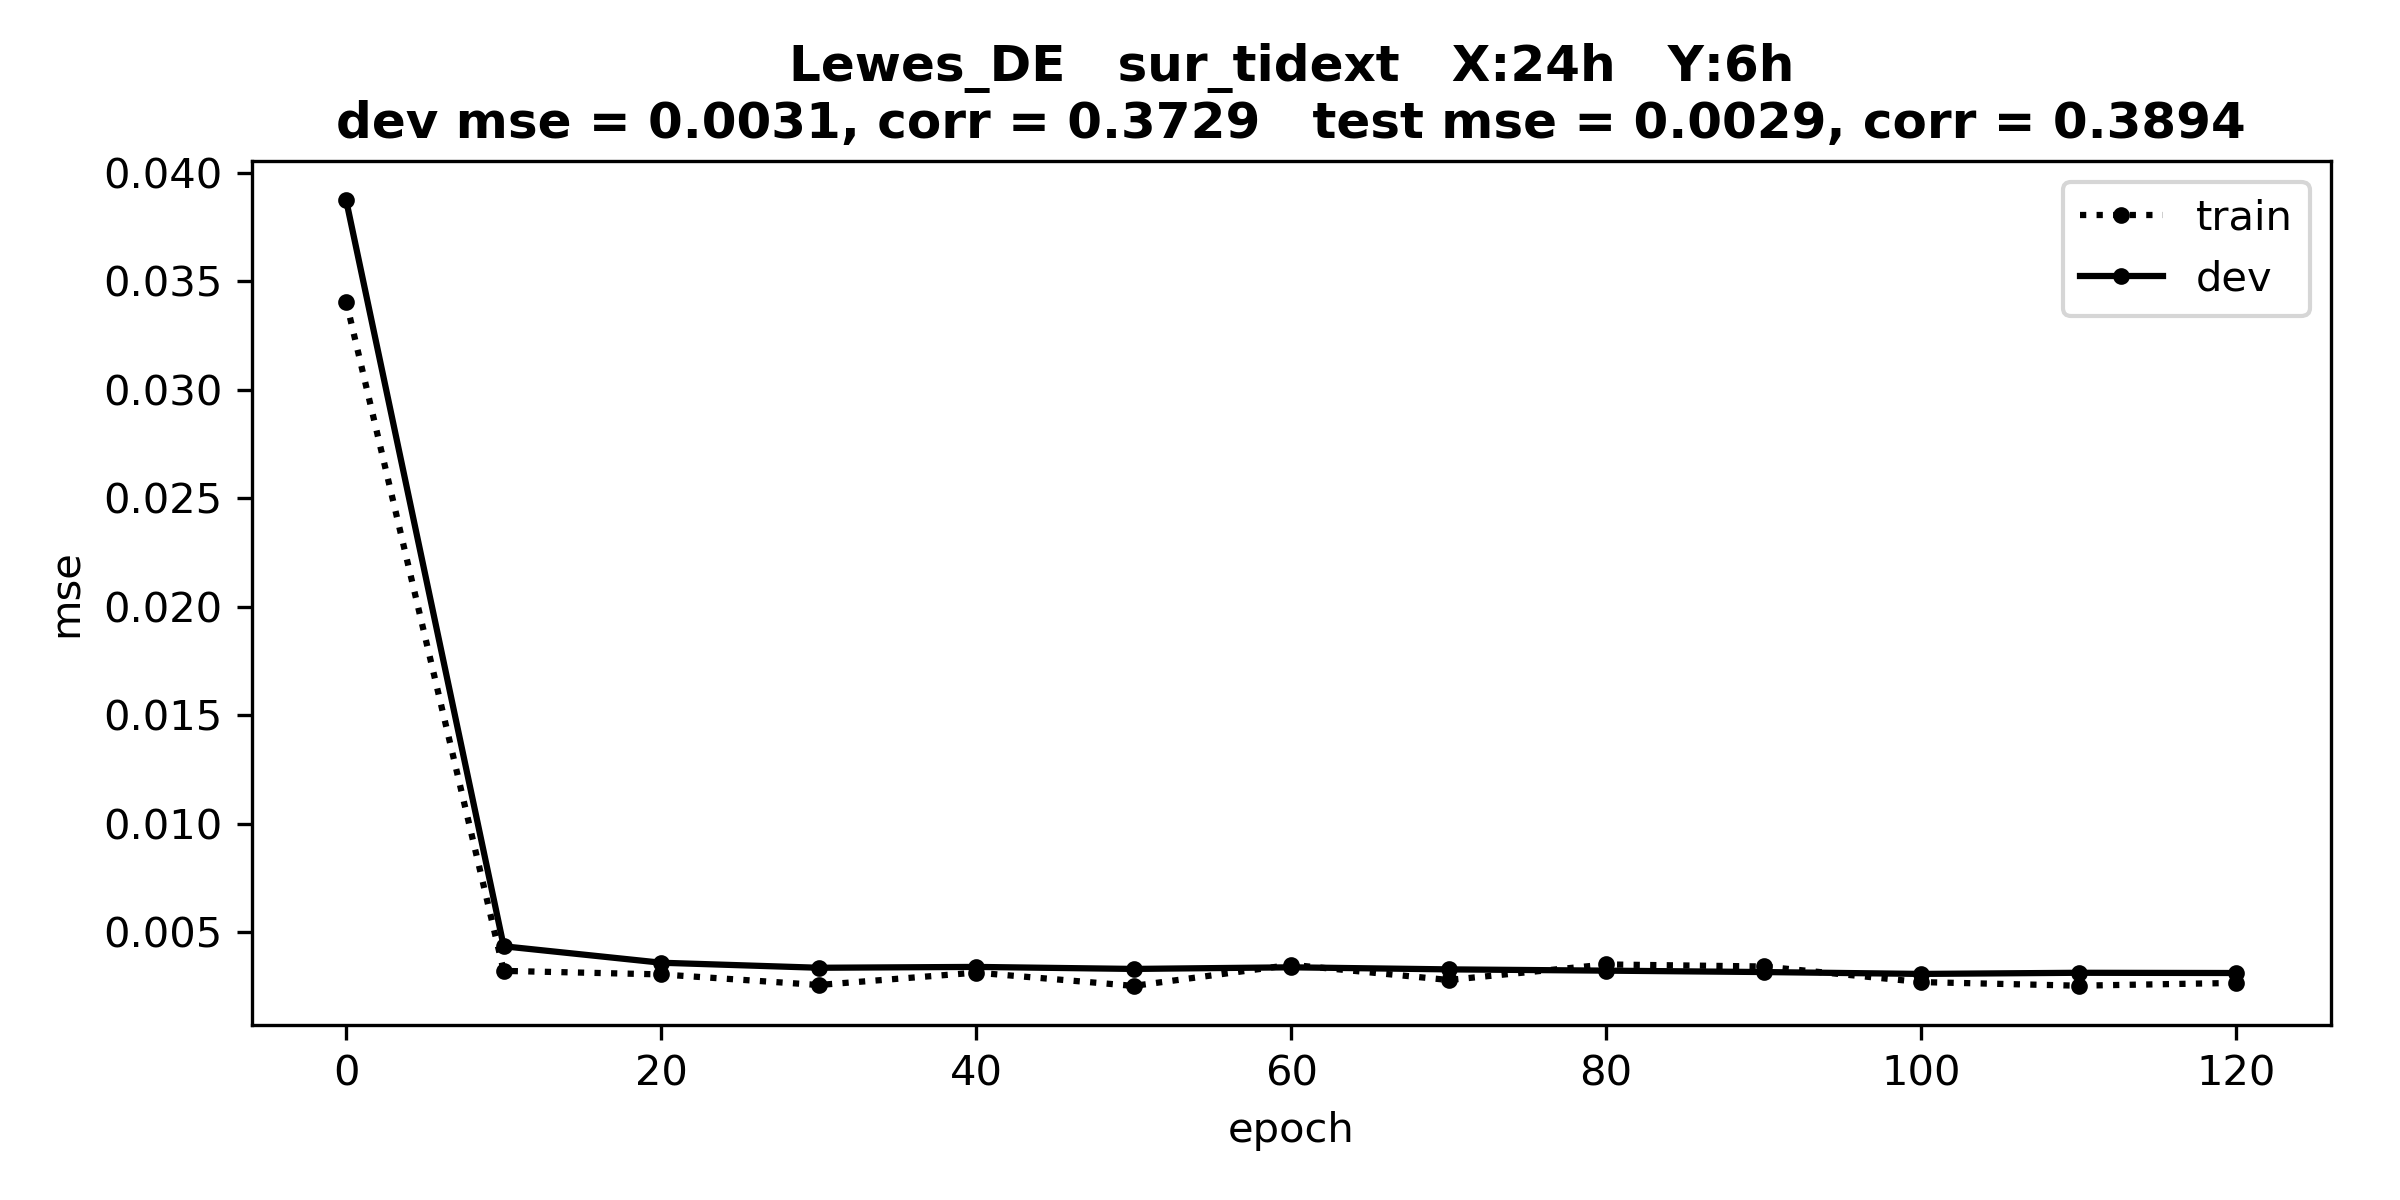 Lewes_DE   sur_tidext   X:24h   Y:6h
dev mse = 0.0031, corr = 0.3729   test mse = 0.0029, corr = 0.3894
0.040
0.035
0.030
0.025
0.020
0.015
0.010
0.005
mse
train
dev
0 20 40 60 80 100 120
epoch